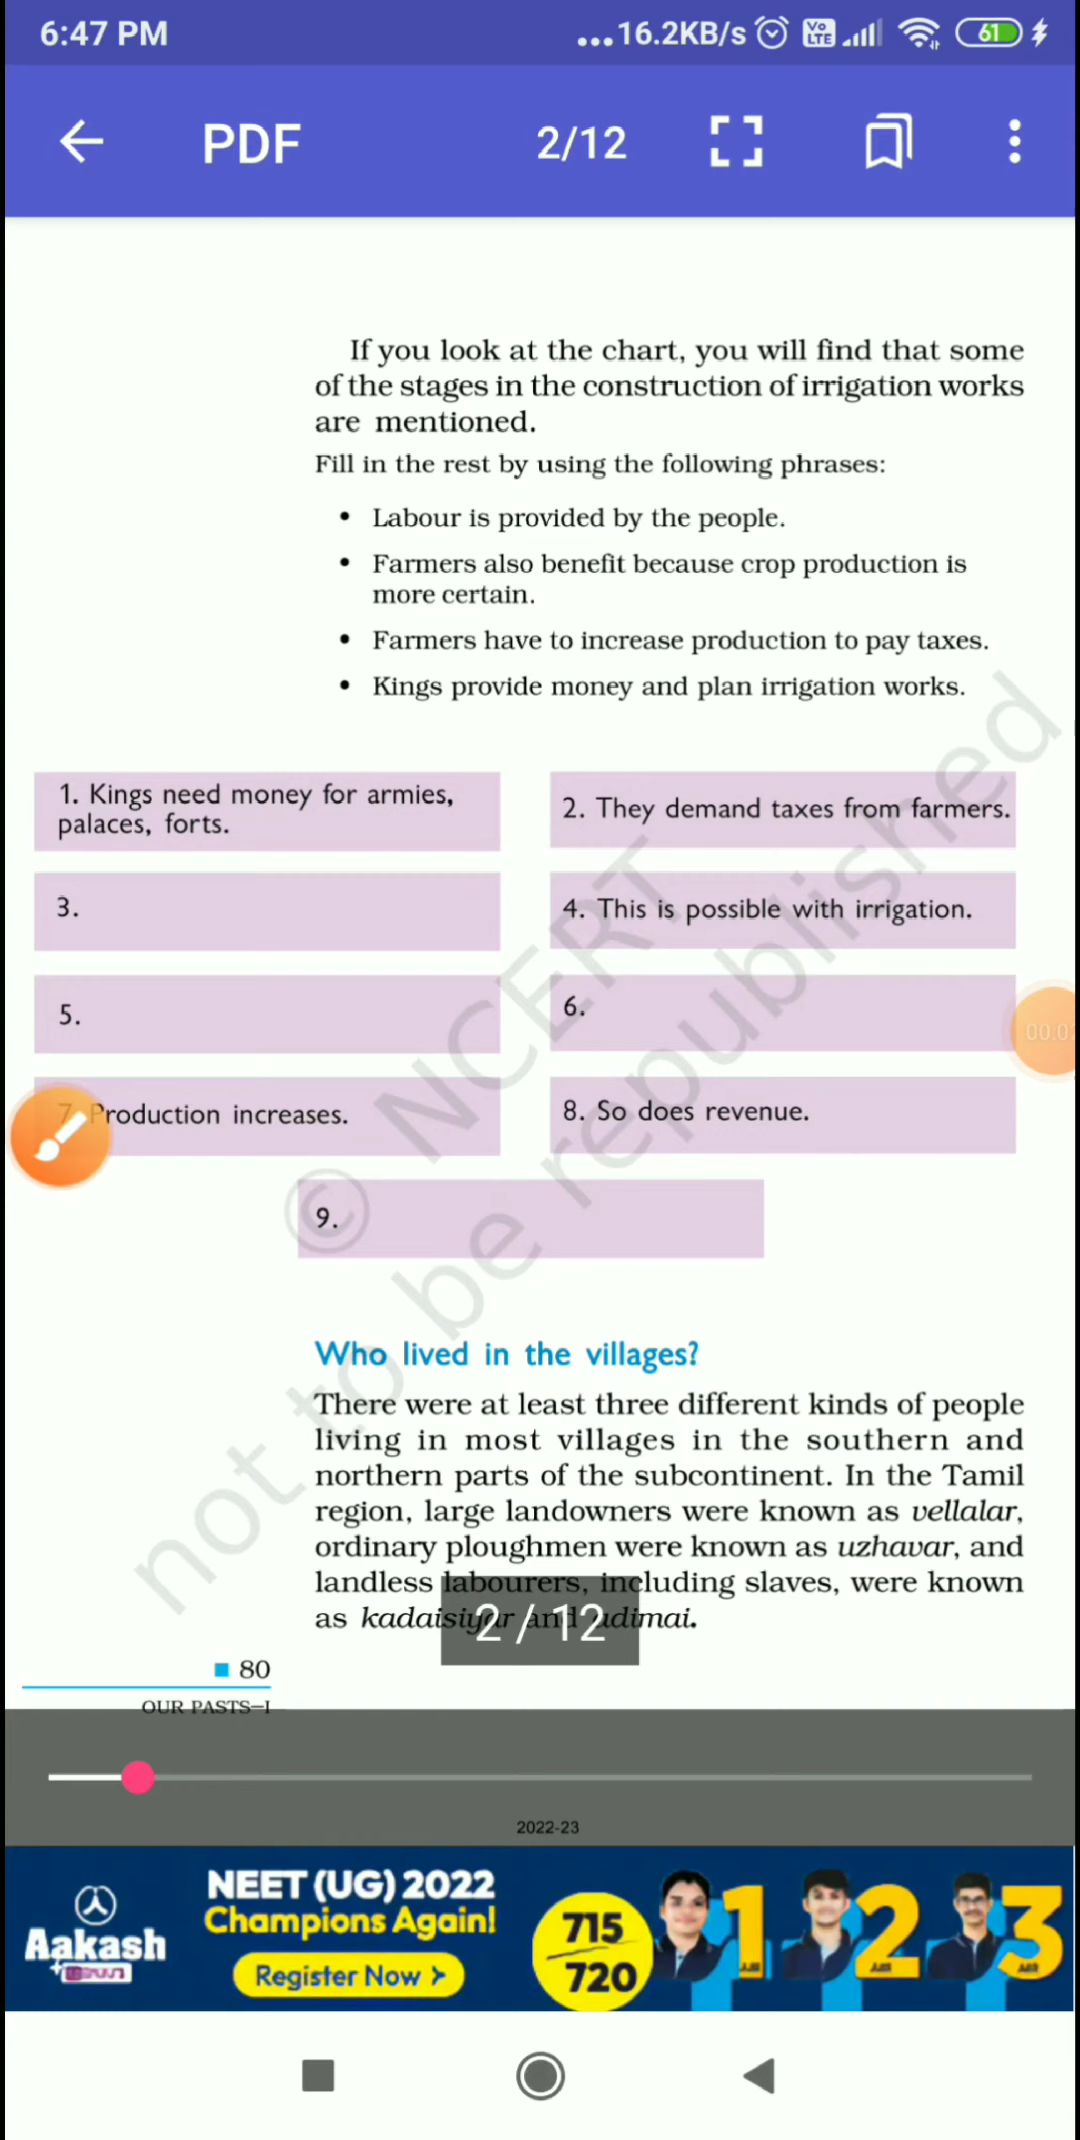 6:47 PM
...16.2KB/s
Vo LTE
61
PDF
2/12
If you look at the chart, you will find that some
of the stages in the construction of irrigation works
are mentioned.
Fill in the rest by using the following phrases:
• Labour is provided by the people.
• Farmers also benefit because crop production is
more certain.
• Farmers have to increase production to pay taxes.
• Kings provide money and plan irrigation works.
1. Kings need money for armies,
palaces, forts.
2. They demand taxes from farmers.
3.
4. This is possible with irrigation.
5.
6.
00:0
7. Production increases.
8. So does revenue.
9.
© NCERT
not to be republished
Who lived in the villages?
There were at least three different kinds of people
living in most villages in the southern and
northern parts of the subcontinent. In the Tamil
region, large landowners were known as vellalar,
ordinary ploughmen were known as uzhavar, and
landless labourers, including slaves, were known
as kadaisiyar and adimai.
2 / 12
80
OUR PASTS–I
2022-23
Aakash
NEET (UG) 2022
Champions Again!
Register Now >
715
720
1
2
3